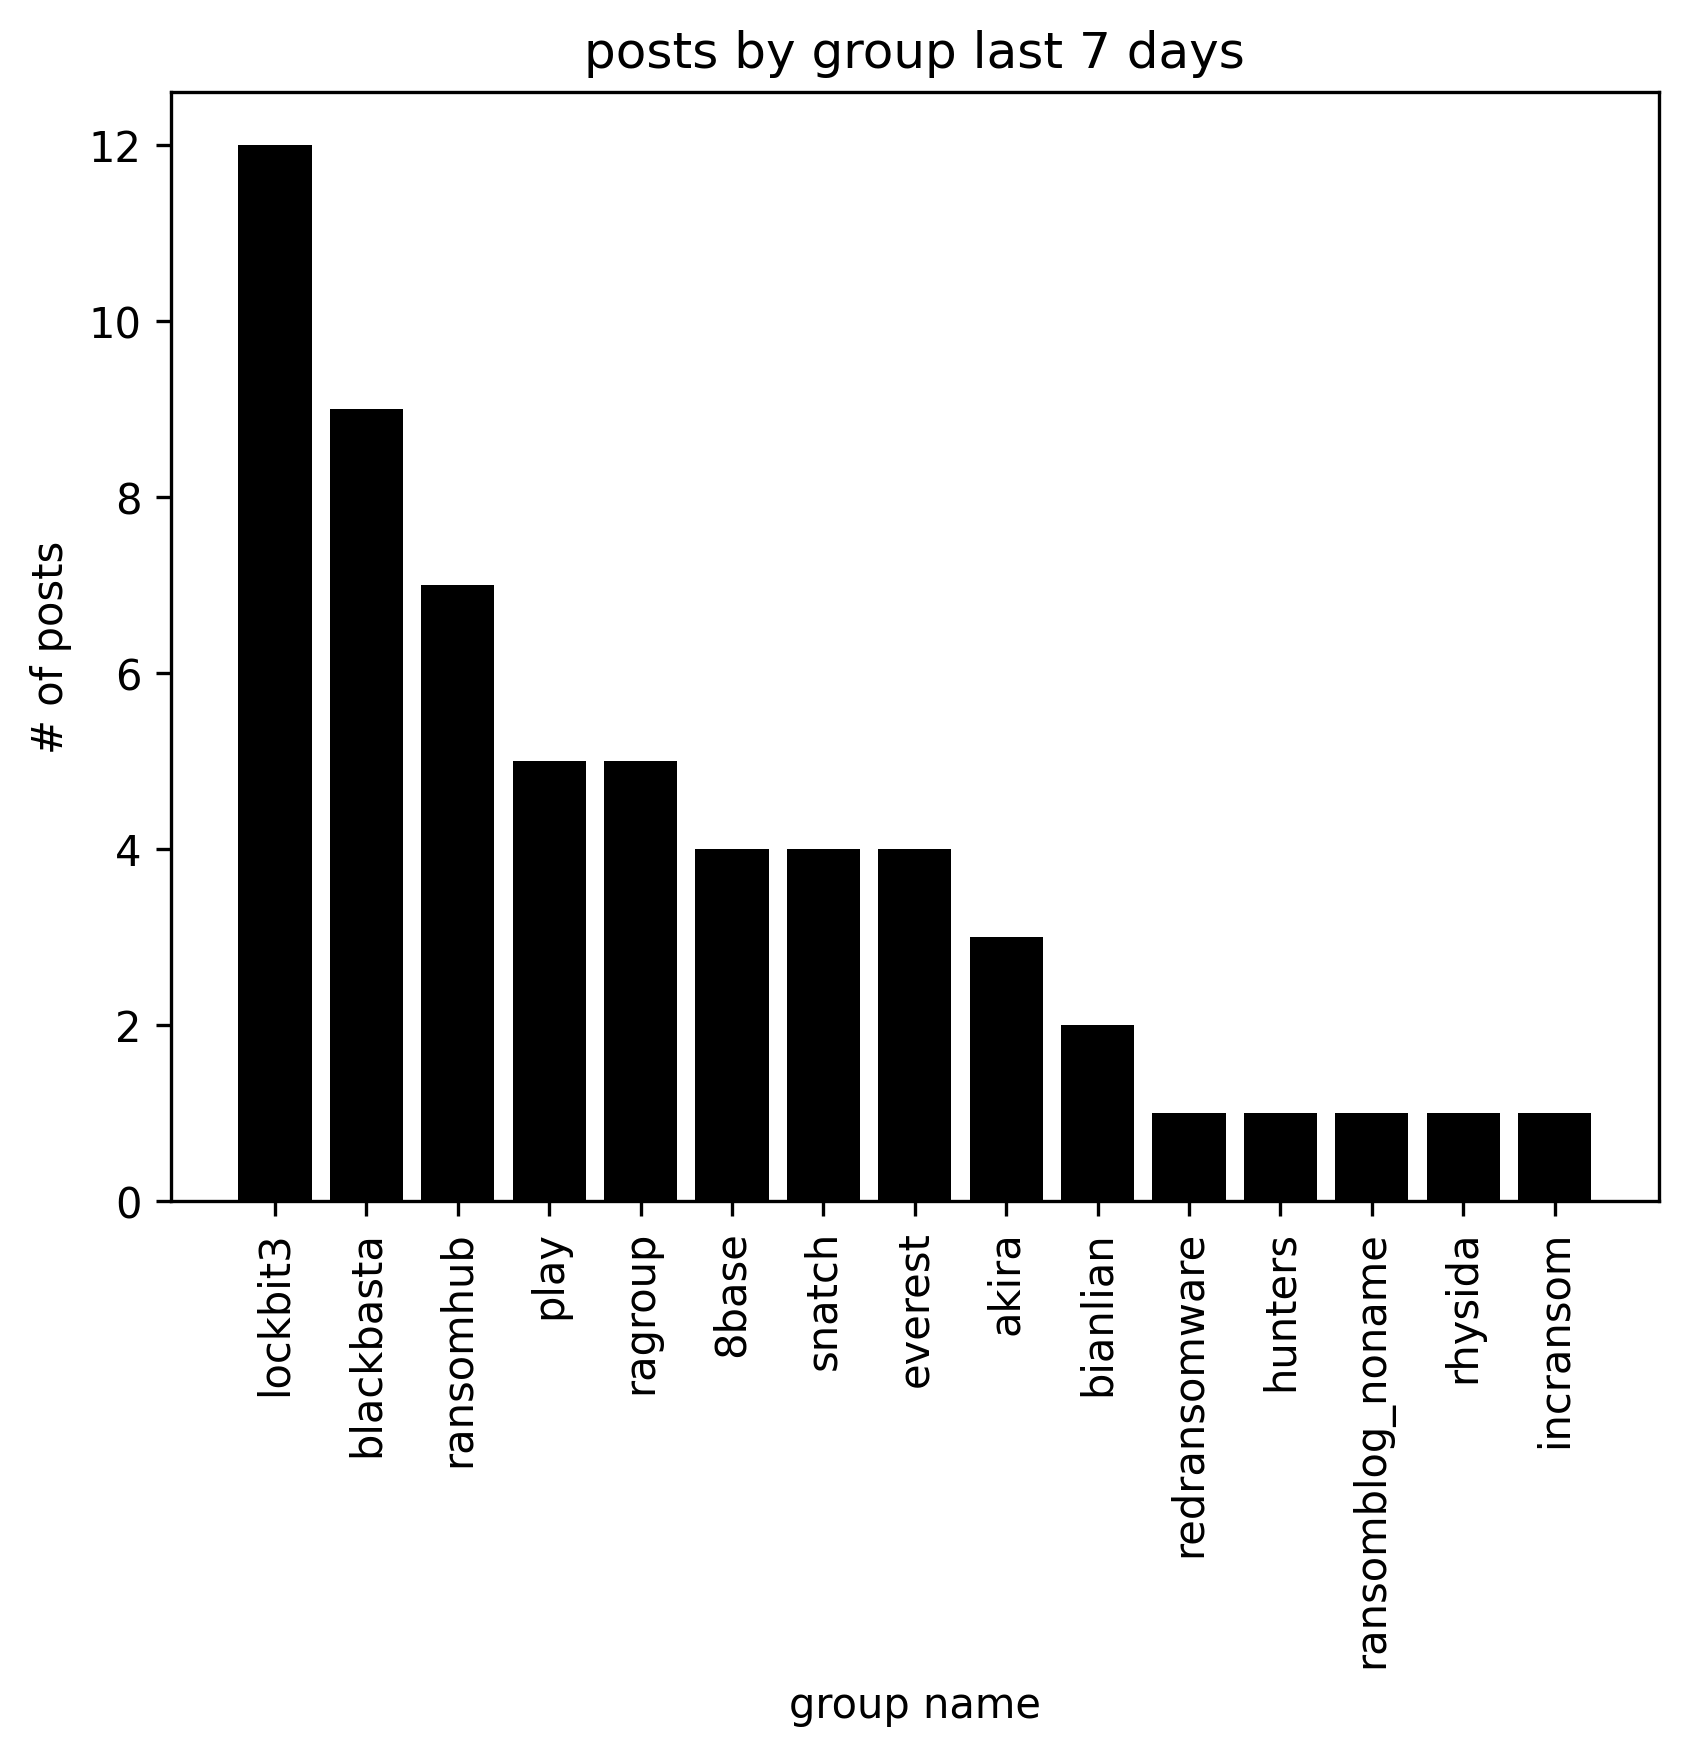 posts by group last 7 days
12
10
8
6
4
2
0
# of posts
lockbit3
blackbasta
ransomhub
play
ragroup
8base
snatch
everest
akira
bianlian
redransomware
hunters
ransomblog_noname
rhysida
incransom
group name